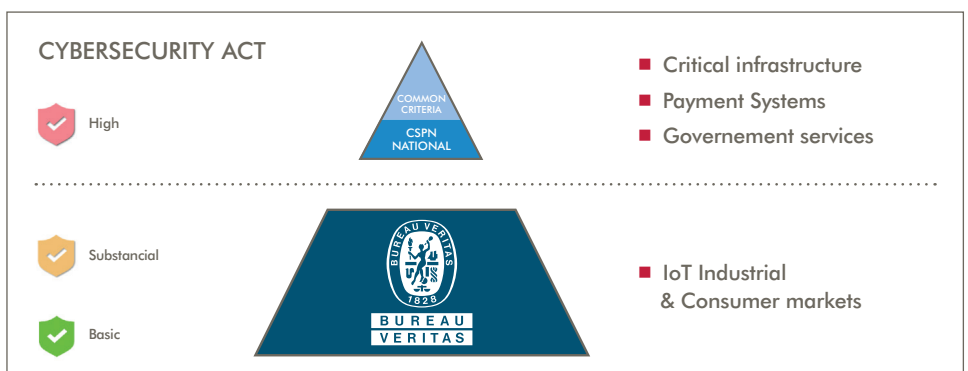 CYBERSECURITY ACT
High
COMMON
CRITERIA
CSPN
NATIONAL
Critical infrastructure
Payment Systems
Governement services
Substancial
Basic
BUREAU VERITAS
1828
BUREAU
VERITAS
IoT Industrial
& Consumer markets